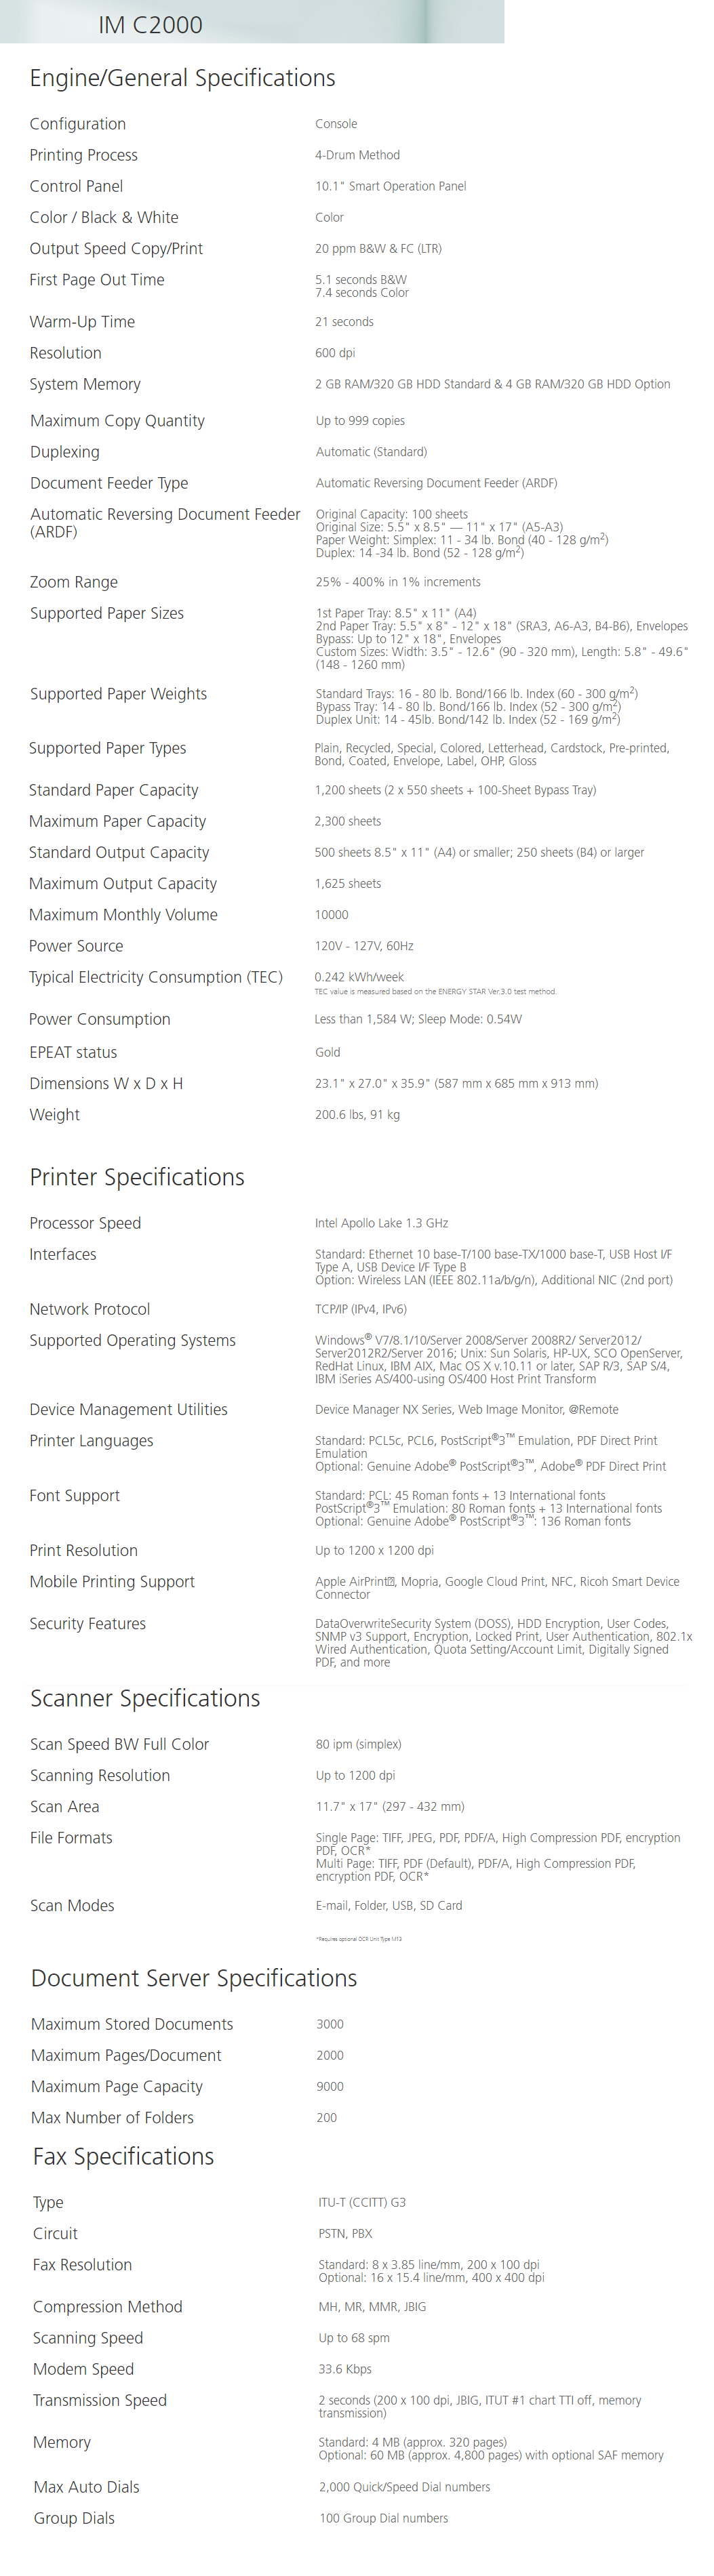 IM C2000
Engine/General Specifications
Configuration
Console
Printing Process
4-Drum Method
Control Panel
10.1" Smart Operation Panel
Color / Black & White
Color
Output Speed Copy/Print
20 ppm B&W & FC (LTR)
First Page Out Time
5.1 seconds B&W
7.4 seconds Color
Warm-Up Time
21 seconds
Resolution
600 dpi
System Memory
2 GB RAM/320 GB HDD Standard & 4 GB RAM/320 GB HDD Option
Maximum Copy Quantity
Up to 999 copies
Duplexing
Automatic (Standard)
Document Feeder Type
Automatic Reversing Document Feeder (ARDF)
Automatic Reversing Document Feeder
(ARDF)
Original Capacity: 100 sheets
Original Size: 5.5" x 8.5" — 11" x 17" (A5-A3)
Paper Weight: Simplex: 11 - 34 lb. Bond (40 - 128 g/m²)
Duplex: 14 -34 lb. Bond (52 - 128 g/m²)
Zoom Range
25% - 400% in 1% increments
Supported Paper Sizes
1st Paper Tray: 8.5" x 11" (A4)
2nd Paper Tray: 5.5" x 8" - 12" x 18" (SRA3, A6-A3, B4-B6), Envelopes
Bypass: Up to 12" x 18", Envelopes
Custom Sizes: Width: 3.5" - 12.6" (90 - 320 mm), Length: 5.8" - 49.6"
(148 - 1260 mm)
Supported Paper Weights
Standard Trays: 16 - 80 lb. Bond/166 lb. Index (60 - 300 g/m²)
Bypass Tray: 14 - 80 lb. Bond/166 lb. Index (52 - 300 g/m²)
Duplex Unit: 14 - 45lb. Bond/142 lb. Index (52 - 169 g/m²)
Supported Paper Types
Plain, Recycled, Special, Colored, Letterhead, Cardstock, Pre-printed,
Bond, Coated, Envelope, Label, OHP, Gloss
Standard Paper Capacity
1,200 sheets (2 x 550 sheets + 100-Sheet Bypass Tray)
Maximum Paper Capacity
2,300 sheets
Standard Output Capacity
500 sheets 8.5" x 11" (A4) or smaller; 250 sheets (B4) or larger
Maximum Output Capacity
1,625 sheets
Maximum Monthly Volume
10000
Power Source
120V - 127V, 60Hz
Typical Electricity Consumption (TEC)
0.242 kWh/week
TEC value is measured based on the ENERGY STAR Ver.3.0 test method.
Power Consumption
Less than 1,584 W; Sleep Mode: 0.54W
EPEAT status
Gold
Dimensions W x D x H
23.1" x 27.0" x 35.9" (587 mm x 685 mm x 913 mm)
Weight
200.6 lbs, 91 kg
Printer Specifications
Processor Speed
Intel Apollo Lake 1.3 GHz
Interfaces
Standard: Ethernet 10 base-T/100 base-TX/1000 base-T, USB Host I/F
Type A, USB Device I/F Type B
Option: Wireless LAN (IEEE 802.11a/b/g/n), Additional NIC (2nd port)
Network Protocol
TCP/IP (IPv4, IPv6)
Supported Operating Systems
Windows® V7/8.1/10/Server 2008/Server 2008R2/ Server2012/
Server2012R2/Server 2016; Unix: Sun Solaris, HP-UX, SCO OpenServer,
RedHat Linux, IBM AIX, Mac OS X v.10.11 or later, SAP R/3, SAP S/4,
IBM iSeries AS/400-using OS/400 Host Print Transform
Device Management Utilities
Device Manager NX Series, Web Image Monitor, @Remote
Printer Languages
Standard: PCL5c, PCL6, PostScript®3™ Emulation, PDF Direct Print
Emulation
Optional: Genuine Adobe® PostScript®3™, Adobe® PDF Direct Print
Font Support
Standard: PCL: 45 Roman fonts + 13 International fonts
PostScript®3™ Emulation: 80 Roman fonts + 13 International fonts
Optional: Genuine Adobe® PostScript®3™: 136 Roman fonts
Print Resolution
Up to 1200 x 1200 dpi
Mobile Printing Support
Apple AirPrint, Mopria, Google Cloud Print, NFC, Ricoh Smart Device
Connector
Security Features
DataOverwriteSecurity System (DOSS), HDD Encryption, User Codes,
SNMP v3 Support, Encryption, Locked Print, User Authentication, 802.1x
Wired Authentication, Quota Setting/Account Limit, Digitally Signed
PDF, and more
Scanner Specifications
Scan Speed BW Full Color
80 ipm (simplex)
Scanning Resolution
Up to 1200 dpi
Scan Area
11.7" x 17" (297 - 432 mm)
File Formats
Single Page: TIFF, JPEG, PDF, PDF/A, High Compression PDF, encryption
PDF, OCR*
Multi Page: TIFF, PDF (Default), PDF/A, High Compression PDF,
encryption PDF, OCR*
Scan Modes
E-mail, Folder, USB, SD Card
*Requires optional OCR Unit Type M13
Document Server Specifications
Maximum Stored Documents
3000
Maximum Pages/Document
2000
Maximum Page Capacity
9000
Max Number of Folders
200
Fax Specifications
Type
ITU-T (CCITT) G3
Circuit
PSTN, PBX
Fax Resolution
Standard: 8 x 3.85 line/mm, 200 x 100 dpi
Optional: 16 x 15.4 line/mm, 400 x 400 dpi
Compression Method
MH, MR, MMR, JBIG
Scanning Speed
Up to 68 spm
Modem Speed
33.6 Kbps
Transmission Speed
2 seconds (200 x 100 dpi, JBIG, ITUT #1 chart TTI off, memory
transmission)
Memory
Standard: 4 MB (approx. 320 pages)
Optional: 60 MB (approx. 4,800 pages) with optional SAF memory
Max Auto Dials
2,000 Quick/Speed Dial numbers
Group Dials
100 Group Dial numbers